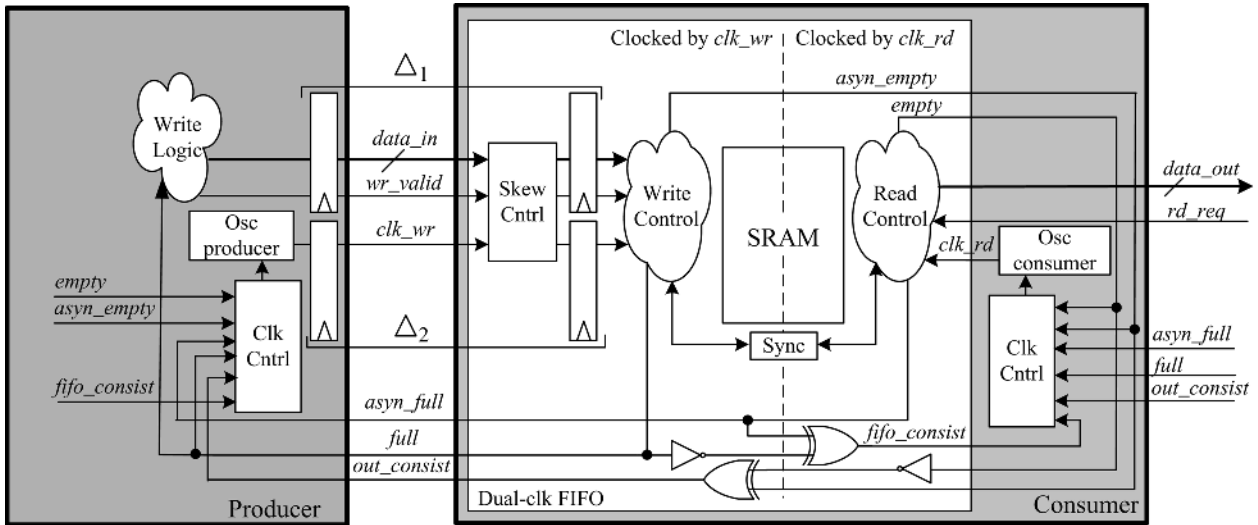 Clocked by clk_wr
Clocked by clk_rd
Δ1
asyn_empty
empty
Write
Logic
data_in
wr_valid
Skew
Cntrl
Write
Control
SRAM
Read
Control
data_out
rd_req
Osc
producer
clk_wr
clk_rd
Osc
consumer
empty
asyn_empty
Clk
Cntrl
fifo_consist
Δ2
Sync
Clk
Cntrl
asyn_full
full
out_consist
asyn_full
full
out_consist
fifo_consist
Producer
Dual-clk FIFO
Consumer